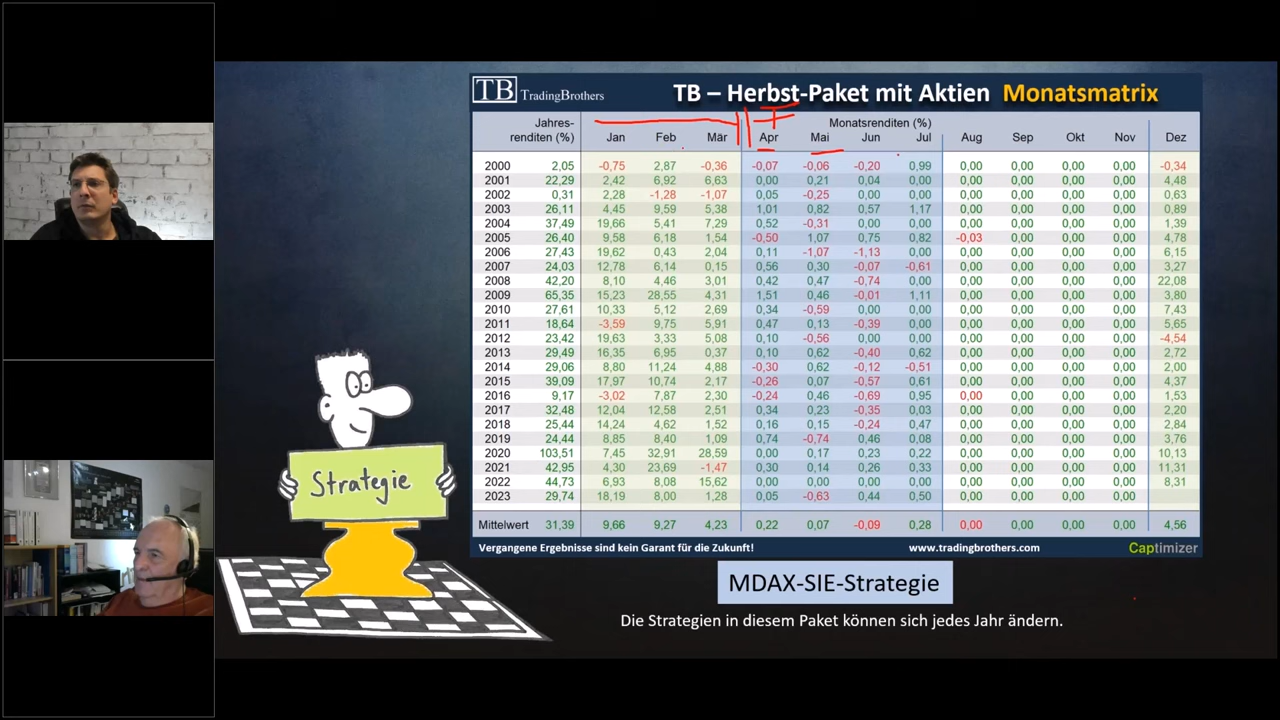 TB TradingBrothers
TB – Herbst-Paket mit Aktien Monatsmatrix
Jahres- Monatsrenditen (%)
renditen (%) Jan Feb Mär Apr Mai Jun Jul Aug Sep Okt Nov Dez
2000 2,05 -0,75 2,87 -0,36 -0,07 -0,06 -0,20 0,99 0,00 0,00 0,00 0,00 -0,34
2001 22,29 2,42 6,92 6,63 0,00 0,21 0,04 0,00 0,00 0,00 0,00 0,00 4,48
2002 0,31 2,28 -1,28 -1,07 0,05 -0,25 0,00 0,00 0,00 0,00 0,00 0,00 0,63
2003 26,11 4,45 9,59 5,38 1,01 0,82 0,57 1,17 0,00 0,00 0,00 0,00 0,89
2004 37,49 19,66 5,41 7,29 0,52 -0,31 0,00 0,00 0,00 0,00 0,00 0,00 1,39
2005 26,40 9,58 6,18 1,54 -0,50 1,07 0,75 0,82 -0,03 0,00 0,00 0,00 4,78
2006 27,43 19,62 0,43 2,04 0,11 -1,07 -1,13 0,00 0,00 0,00 0,00 0,00 6,15
2007 24,03 12,78 6,14 0,15 0,56 0,30 -0,07 -0,61 0,00 0,00 0,00 0,00 3,27
2008 42,20 8,10 4,46 3,01 0,42 0,47 -0,74 0,00 0,00 0,00 0,00 0,00 22,08
2009 65,35 15,23 28,55 4,31 1,51 0,46 -0,01 1,11 0,00 0,00 0,00 0,00 3,80
2010 27,61 10,33 5,12 2,69 0,34 -0,59 0,00 0,00 0,00 0,00 0,00 0,00 7,43
2011 18,64 -3,59 9,75 5,91 0,47 0,13 -0,39 0,00 0,00 0,00 0,00 0,00 5,65
2012 23,42 19,63 3,33 5,08 0,10 -0,56 0,00 0,00 0,00 0,00 0,00 0,00 -4,54
2013 29,49 16,35 6,95 0,37 0,10 0,62 -0,40 0,62 0,00 0,00 0,00 0,00 2,72
2014 29,06 8,80 11,24 4,88 -0,30 0,62 -0,12 -0,51 0,00 0,00 0,00 0,00 2,00
2015 39,09 17,97 10,74 2,17 -0,26 0,07 -0,57 0,61 0,00 0,00 0,00 0,00 4,37
2016 9,17 -3,02 7,87 2,30 -0,24 0,46 -0,69 0,95 0,00 0,00 0,00 0,00 1,53
2017 32,48 12,04 12,58 2,51 0,34 0,23 -0,35 0,03 0,00 0,00 0,00 0,00 2,20
2018 25,44 14,24 4,62 1,52 0,16 0,15 -0,24 0,47 0,00 0,00 0,00 0,00 2,84
2019 24,44 8,85 8,40 1,09 0,74 -0,74 0,46 0,08 0,00 0,00 0,00 0,00 3,76
2020 103,51 7,45 32,91 28,59 0,00 0,17 0,23 0,22 0,00 0,00 0,00 0,00 10,13
2021 42,95 4,30 23,69 -1,47 0,30 0,14 0,26 0,33 0,00 0,00 0,00 0,00 11,31
2022 44,73 6,93 8,08 15,62 0,00 0,00 0,00 0,00 0,00 0,00 0,00 0,00 8,31
2023 29,74 18,19 8,00 1,28 0,05 -0,63 0,44 0,50 0,00 0,00 0,00 0,00
Mittelwert 31,39 9,66 9,27 4,23 0,22 0,07 -0,09 0,28 0,00 0,00 0,00 0,00 4,56
Vergangene Ergebnisse sind kein Garant für die Zukunft! www.tradingbrothers.com Captimizer
Strategie
MDAX-SIE-Strategie
Die Strategien in diesem Paket können sich jedes Jahr ändern.